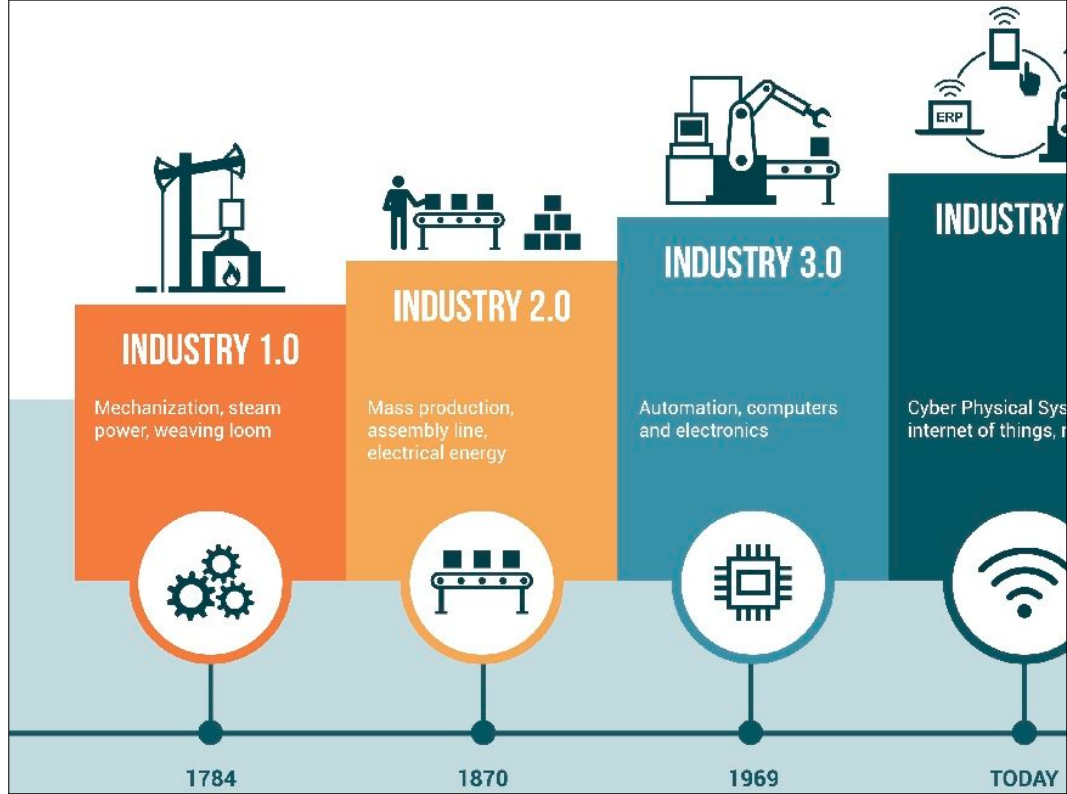 ERP
INDUSTRY 1.0
Mechanization, steam
power, weaving loom
INDUSTRY 2.0
Mass production,
assembly line,
electrical energy
INDUSTRY 3.0
Automation, computers
and electronics
INDUSTRY
Cyber Physical
internet of things,
1784
1870
1969
TODAY